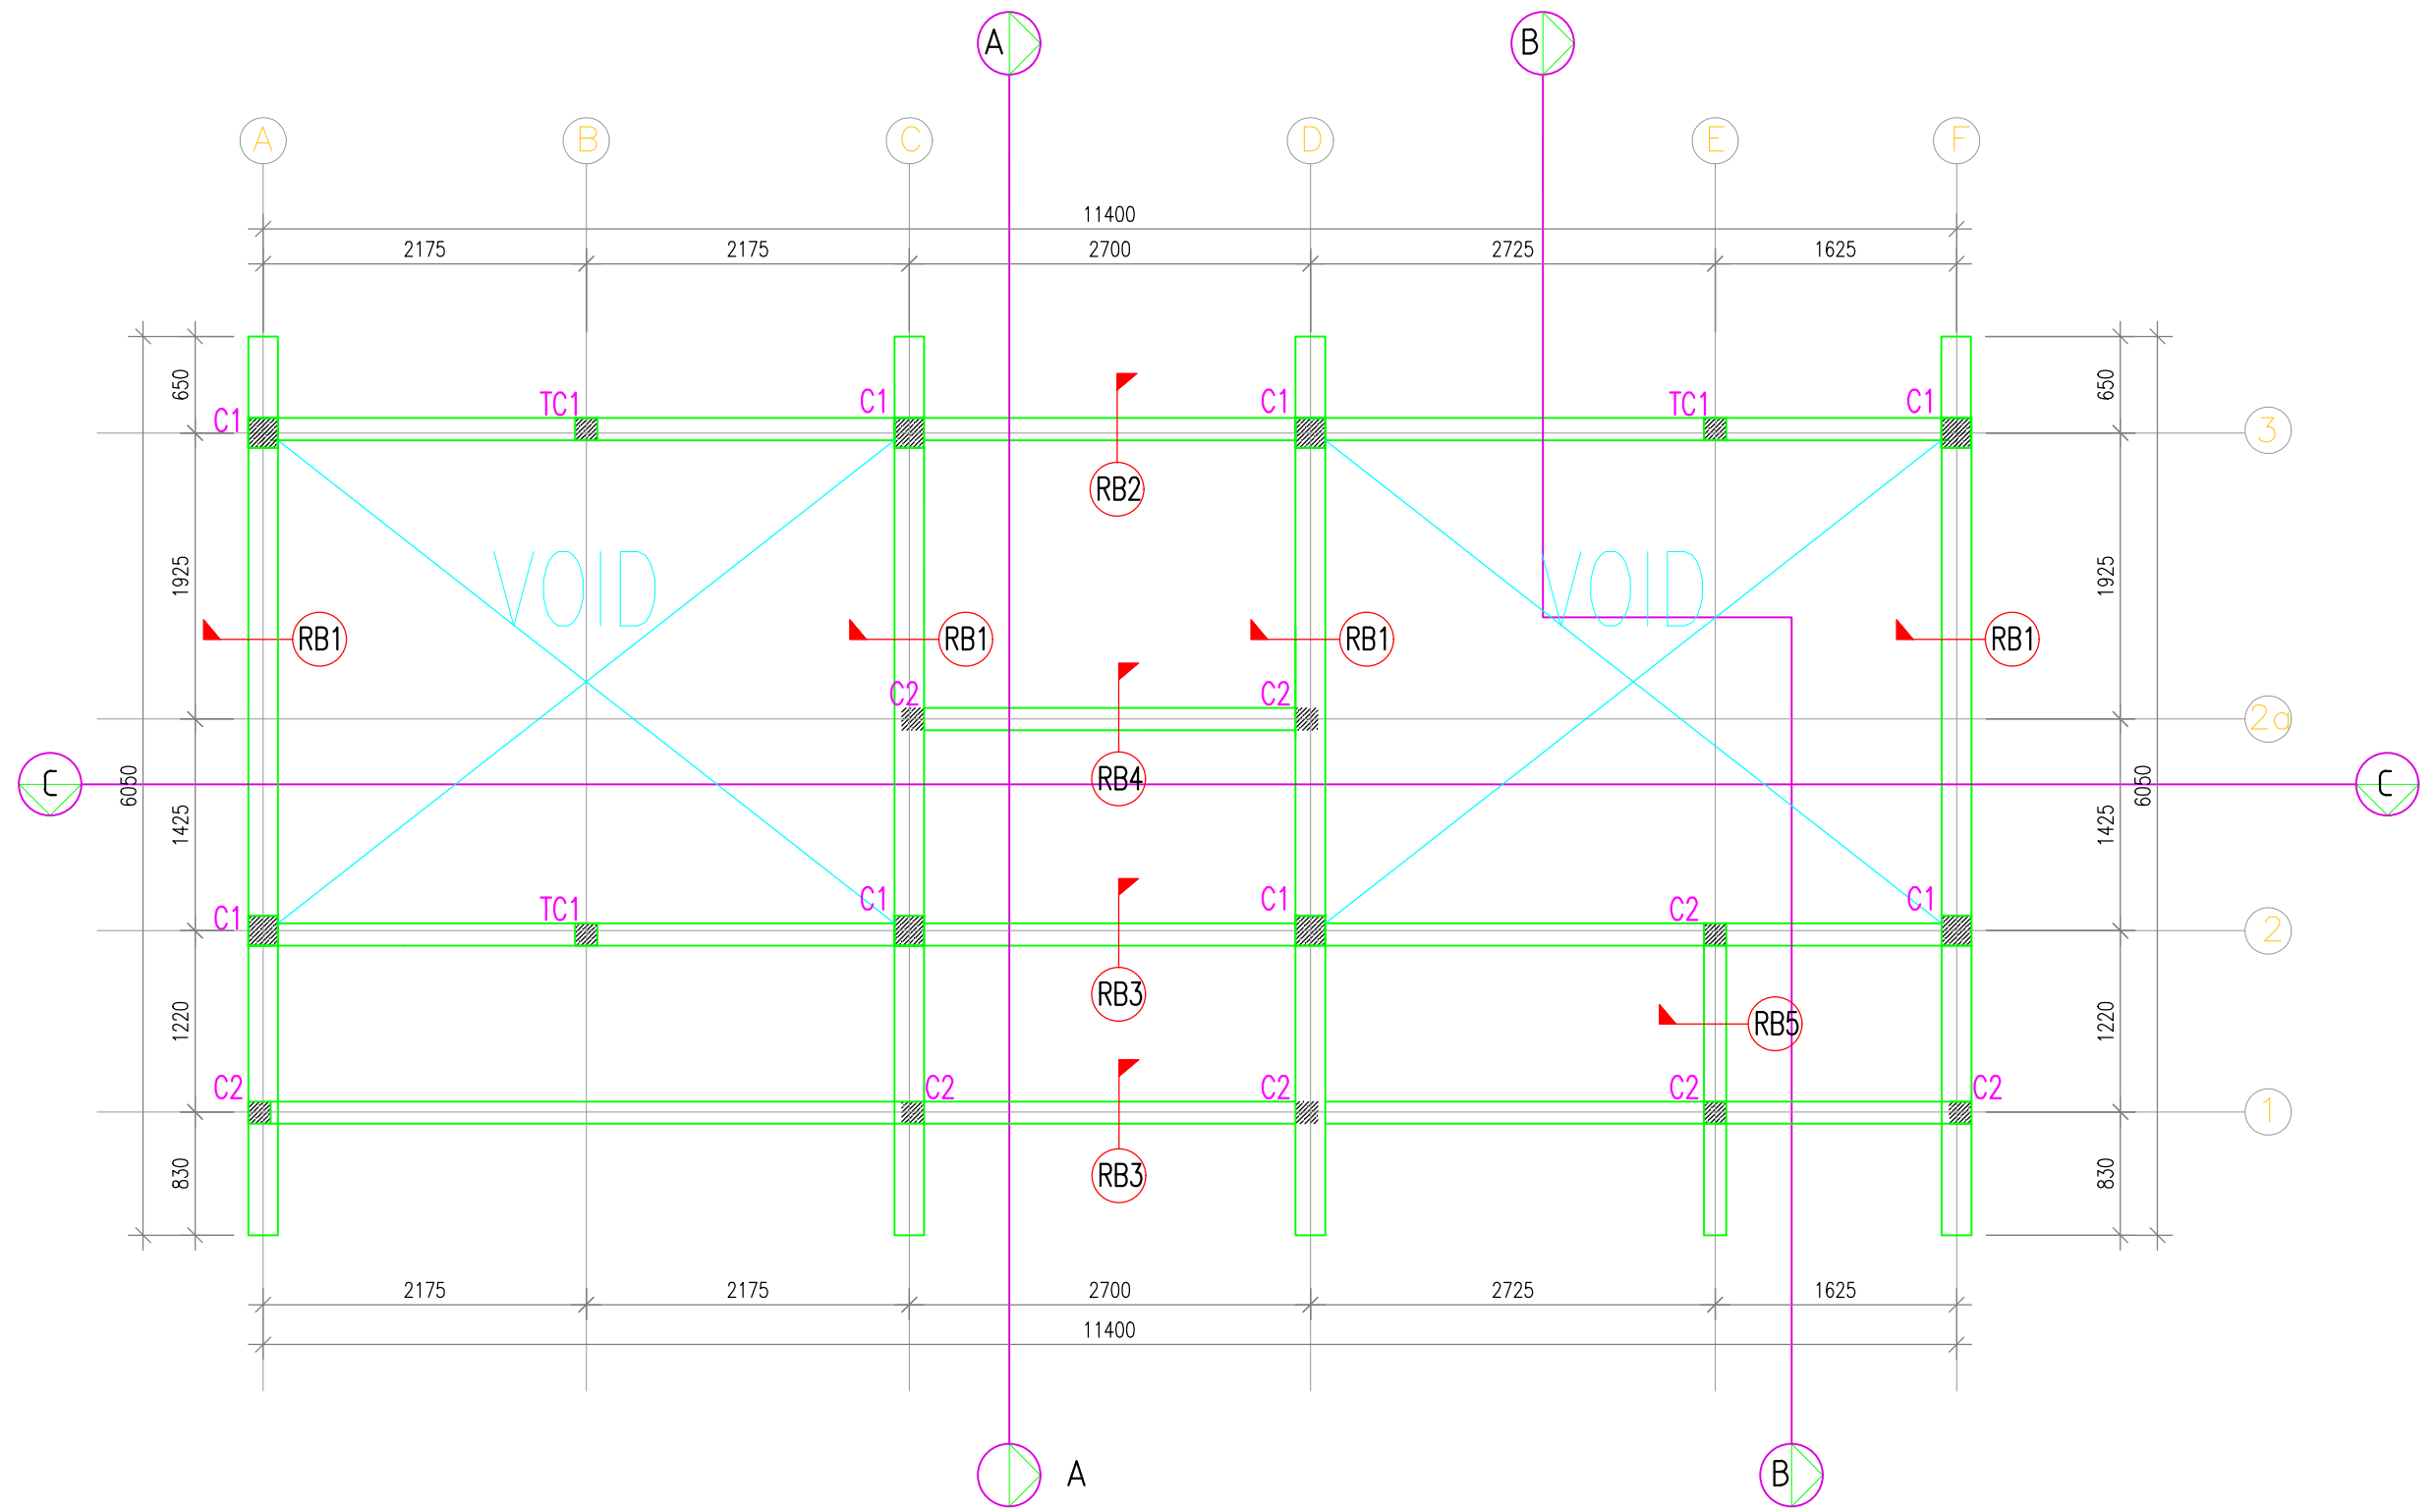 A B
A B C D E F
11400
2175 2175 2700 2725 1625
650 650
C1 TC1 C1 C1 TC1 C1
3
RB2
VOID VOID
1925 1925
RB1 RB1 RB1 RB1
C2 C2
2a
C 6050 RB4 6050 C
1425 1425
C1 TC1 C1 C1 C2 C1
2
RB3
1220 RB5 1220
C2 C2 C2 C2 C2
1
830 RB3 830
2175 2175 2700 2725 1625
11400
A B